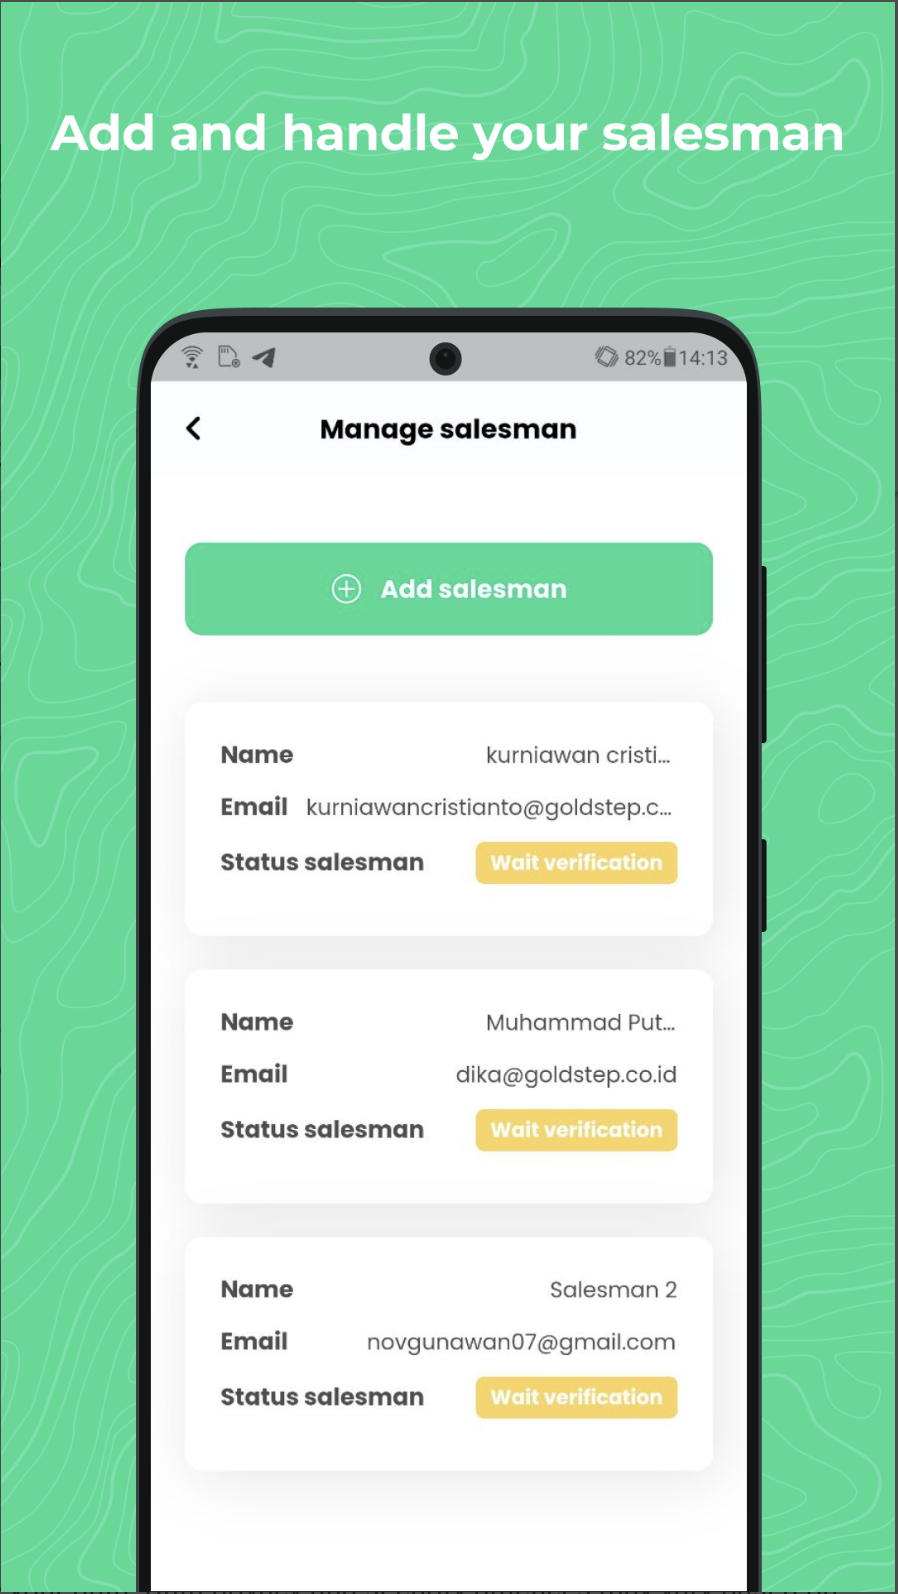 Add and handle your salesman
82% 14:13
Manage salesman
Add salesman
Name kurniawan cristi...
Email kurniawancristianto@goldstep.c...
Status salesman Wait verification
Name Muhammad Put...
Email dika@goldstep.co.id
Status salesman Wait verification
Name Salesman 2
Email novgunawan07@gmail.com
Status salesman Wait verification